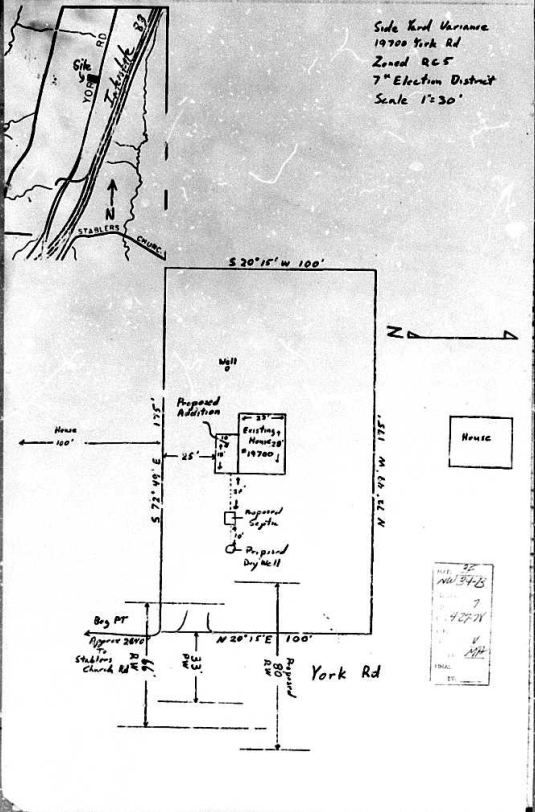 Side Yard Variance
19700 York Rd
Zoned RC5
7th Election District
Scale 1"=30'
Site
YORK
RD
Interstate 83
N
STABLERS
CHURCH
S 20° 15' W 100'
Well
Proposed
Addition
Existing
House 28'
#19700
House
100'
25'
S 72° 49' E 175'
N 72° 49' W 175'
N
House
Proposed
Septic
10'
Proposed
Dry Well
Beg PT
Approx 2640
To
Stablers
Church Rd
N 20° 15' E 100'
66'
RW
33'
RW
Proposed
80'
RW
York Rd